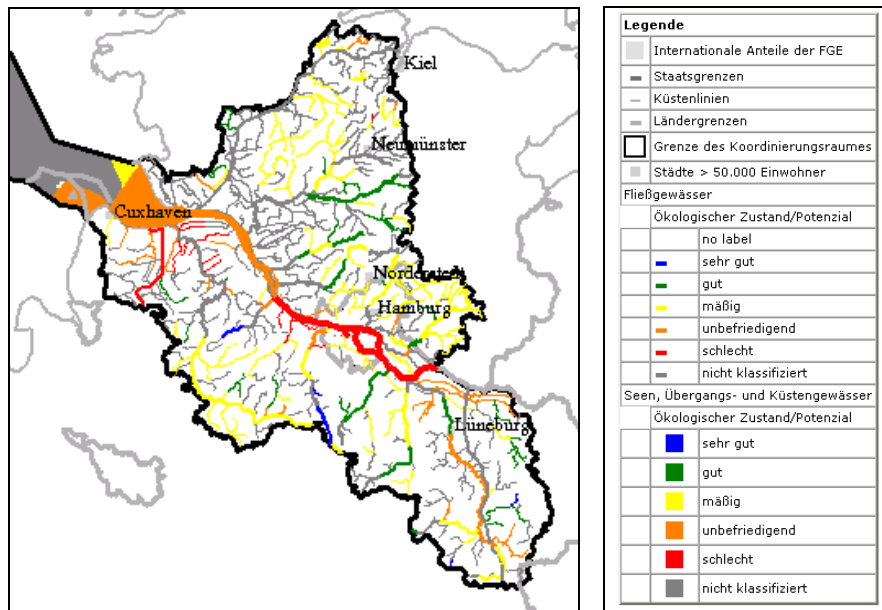 Kiel
Neumünster
Cuxhaven
Norderstedt
Hamburg
Lüneburg
Legende
Internationale Anteile der FGE
Staatsgrenzen
Küstenlinien
Ländergrenzen
Grenze des Koordinierungsraumes
Städte > 50.000 Einwohner
Fließgewässer
Ökologischer Zustand/Potenzial
no label
sehr gut
gut
mäßig
unbefriedigend
schlecht
nicht klassifiziert
Seen, Übergangs- und Küstengewässer
Ökologischer Zustand/Potenzial
sehr gut
gut
mäßig
unbefriedigend
schlecht
nicht klassifiziert